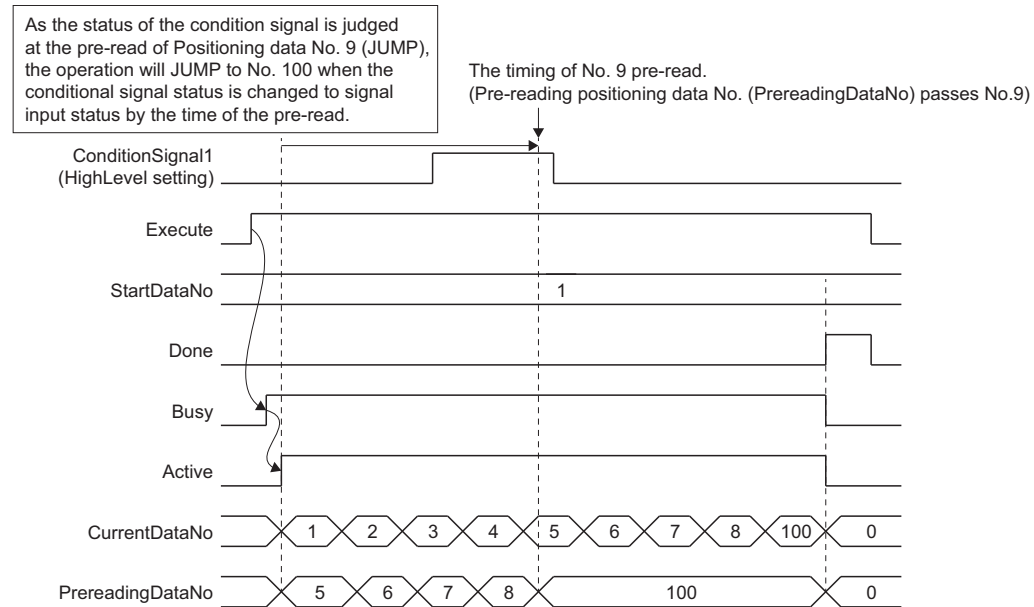 As the status of the condition signal is judged
at the pre-read of Positioning data No. 9 (JUMP),
the operation will JUMP to No. 100 when the
conditional signal status is changed to signal
input status by the time of the pre-read.
The timing of No. 9 pre-read.
(Pre-reading positioning data No. (PrereadingDataNo) passes No.9)
ConditionSignal1
(HighLevel setting)
Execute
StartDataNo 1
Done
Busy
Active
CurrentDataNo 1 2 3 4 5 6 7 8 100 0
PrereadingDataNo 5 6 7 8 100 0